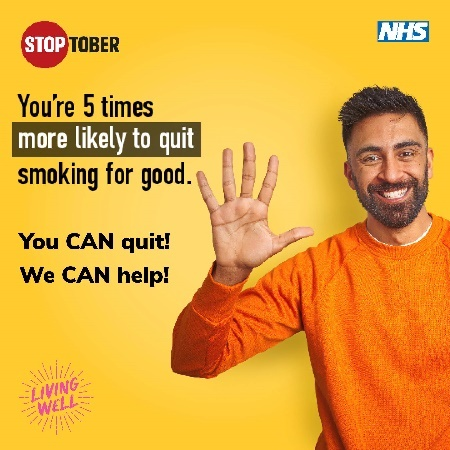 STOPTOBER
NHS
You're 5 times
more likely to quit
smoking for good.
You CAN quit!
We CAN help!
LIVING
WELL